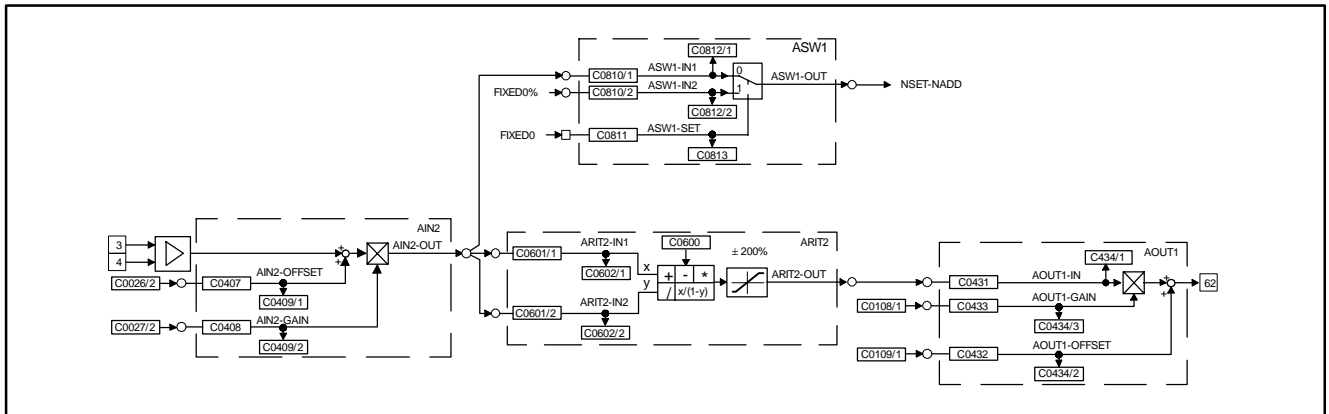 C0812/1 ASW1
C0810/1 ASW1-IN1 0 ASW1-OUT NSET-NADD
FIXED0% C0810/2 ASW1-IN2 1
C0812/2
FIXED0 C0811 ASW1-SET
C0813
AIN2
3 AIN2-OUT
4
+
+
C0026/2 C0407 AIN2-OFFSET
C0409/1
C0027/2 C0408 AIN2-GAIN
C0409/2
C0600 ± 200% ARIT2
C0601/1 ARIT2-IN1
C0602/1 x + - * ARIT2-OUT
y / x/(1-y)
C0601/2 ARIT2-IN2
C0602/2
C434/1 AOUT1
C0431 AOUT1-IN + 62
+
C0108/1 C0433 AOUT1-GAIN
C0434/3
C0109/1 C0432 AOUT1-OFFSET
C0434/2